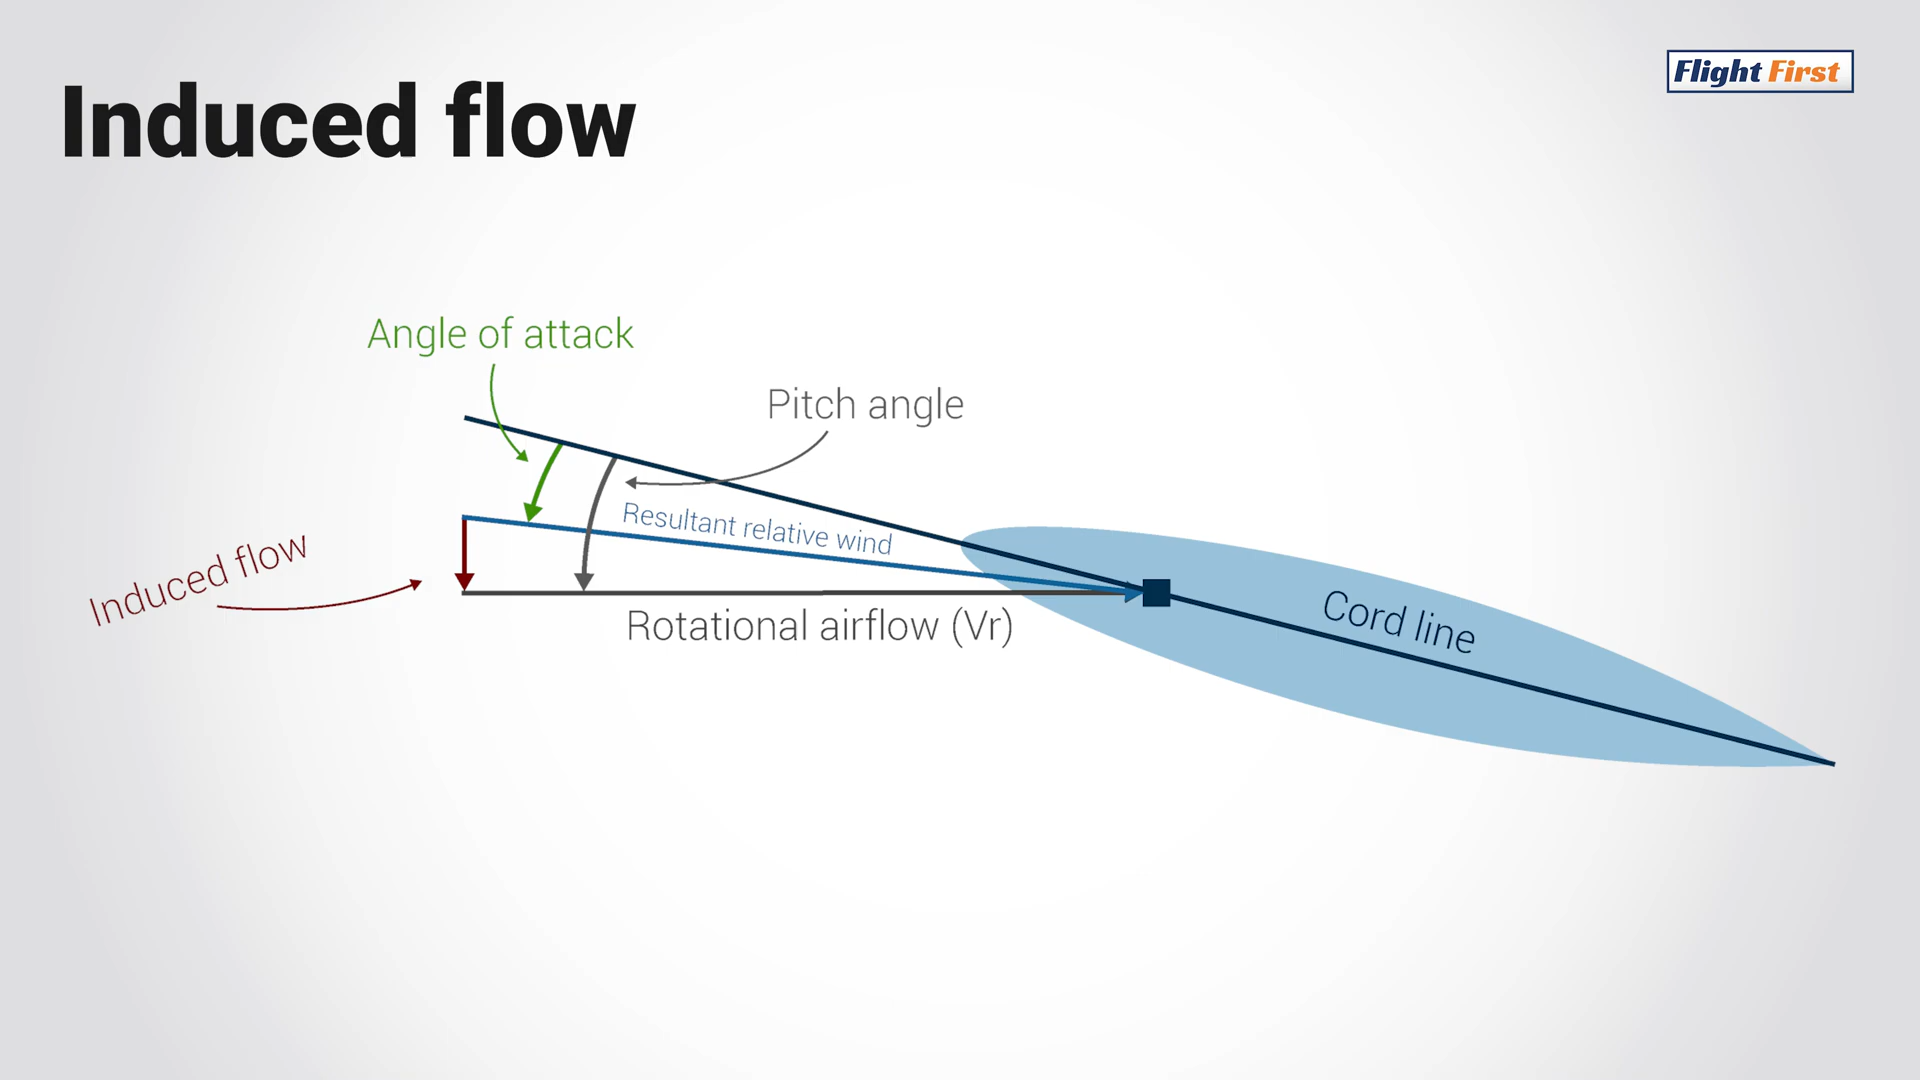 Flight First
Induced flow
Angle of attack
Pitch angle
Resultant relative wind
Induced flow
Rotational airflow (Vr)
Cord line